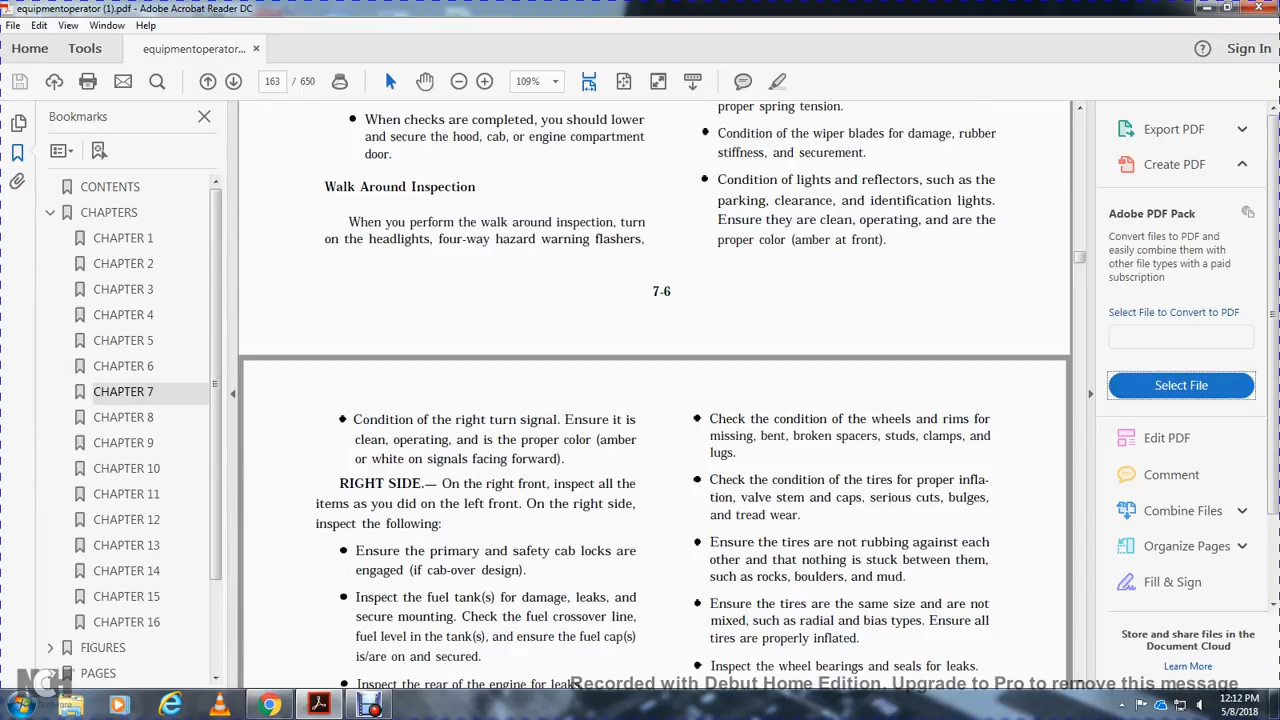 equipmentoperator (1).pdf - Adobe Acrobat Reader DC
File Edit View Window Help
Home Tools equipmentoperator... × Sign In
163 / 650 109%
Bookmarks
CONTENTS
CHAPTERS
CHAPTER 1
CHAPTER 2
CHAPTER 3
CHAPTER 4
CHAPTER 5
CHAPTER 6
CHAPTER 7
CHAPTER 8
CHAPTER 9
CHAPTER 10
CHAPTER 11
CHAPTER 12
CHAPTER 13
CHAPTER 14
CHAPTER 15
CHAPTER 16
FIGURES
PAGES
• When checks are completed, you should lower
and secure the hood, cab, or engine compartment
door.
Walk Around Inspection
When you perform the walk around inspection, turn
on the headlights, four-way hazard warning flashers,
proper spring tension.
• Condition of the wiper blades for damage, rubber
stiffness, and securement.
• Condition of lights and reflectors, such as the
parking, clearance, and identification lights.
Ensure they are clean, operating, and are the
proper color (amber at front).
7-6
• Condition of the right turn signal. Ensure it is
clean, operating, and is the proper color (amber
or white on signals facing forward).
RIGHT SIDE.— On the right front, inspect all the
items as you did on the left front. On the right side,
inspect the following:
• Ensure the primary and safety cab locks are
engaged (if cab-over design).
• Inspect the fuel tank(s) for damage, leaks, and
secure mounting. Check the fuel crossover line,
fuel level in the tank(s), and ensure the fuel cap(s)
is/are on and secured.
• Inspect the rear of the engine for leak
• Check the condition of the wheels and rims for
missing, bent, broken spacers, studs, clamps, and
lugs.
• Check the condition of the tires for proper infla-
tion, valve stem and caps, serious cuts, bulges,
and tread wear.
• Ensure the tires are not rubbing against each
other and that nothing is stuck between them,
such as rocks, boulders, and mud.
• Ensure the tires are the same size and are not
mixed, such as radial and bias types. Ensure all
tires are properly inflated.
• Inspect the wheel bearings and seals for leaks.
Export PDF
Create PDF
Adobe PDF Pack
Convert files to PDF and
easily combine them with
other file types with a paid
subscription
Select File to Convert to PDF
Select File
Edit PDF
Comment
Combine Files
Organize Pages
Fill & Sign
Store and share files in the
Document Cloud
Learn More
NCH
Software
Recorded with Debut Home Edition. Upgrade to Pro to remove this message
12:12 PM
5/8/2018